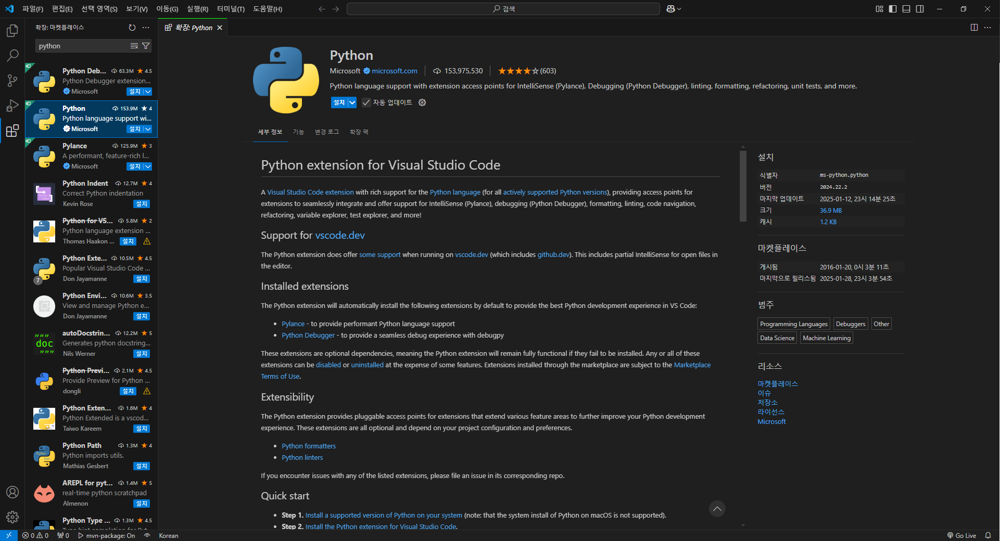 파일(F) 편집(E) 선택 영역(S) 보기(V) 이동(G) 실행(R) 터미널(T) 도움말(H)
검색
확장: 마켓플레이스
python
Python Deb... 63.3M 4.5
Python Debugger extension...
Microsoft 설치
Python 153.9M 4
Python language support wi...
Microsoft 설치
Pylance 125.9M 3
A performant, feature-rich l...
Microsoft 설치
Python Indent 12.7M 4
Correct Python indentation
Kevin Rose 설치
Python for VS... 5.8M 2
Python language extension ...
Thomas Haakon ... 설치
Python Exte... 10.5M 4.5
Popular Visual Studio Code ...
7
Don Jayamanne 설치
Python Envi... 10.6M 3.5
View and manage Python e...
Don Jayamanne 설치
""" doc """
autoDocstrin... 12.2M 5
Generates python docstring...
Nils Werner 설치
Python Previ... 2.1M 4.5
Provide Preview for Python ...
dongli 설치
Python Exten... 1.6M 4
Python Extended is a vscod...
Taiwo Kareem 설치
Python Path 1.3M 4
Python imports utils.
Mathias Gesbert 설치
AREPL for pyt... 1.4M 5
real-time python scratchpad
Almenon 설치
Python Type ... 1.3M 4.5
확장: Python
Python
Microsoft microsoft.com 153,975,530 (603)
Python language support with extension access points for IntelliSense (Pylance), Debugging (Python Debugger), linting, formatting, refactoring, unit tests, and more.
설치 자동 업데이트
세부 정보 기능 변경 로그 확장 팩
Python extension for Visual Studio Code
A Visual Studio Code extension with rich support for the Python language (for all actively supported Python versions), providing access points for
extensions to seamlessly integrate and offer support for IntelliSense (Pylance), debugging (Python Debugger), formatting, linting, code navigation,
refactoring, variable explorer, test explorer, and more!
Support for vscode.dev
The Python extension does offer some support when running on vscode.dev (which includes github.dev). This includes partial IntelliSense for open files in
the editor.
Installed extensions
The Python extension will automatically install the following extensions by default to provide the best Python development experience in VS Code:
• Pylance - to provide performant Python language support
• Python Debugger - to provide a seamless debug experience with debugpy
These extensions are optional dependencies, meaning the Python extension will remain fully functional if they fail to be installed. Any or all of these
extensions can be disabled or uninstalled at the expense of some features. Extensions installed through the marketplace are subject to the Marketplace
Terms of Use.
Extensibility
The Python extension provides pluggable access points for extensions that extend various feature areas to further improve your Python development
experience. These extensions are all optional and depend on your project configuration and preferences.
• Python formatters
• Python linters
If you encounter issues with any of the listed extensions, please file an issue in its corresponding repo.
Quick start
• Step 1. Install a supported version of Python on your system (note: that the system install of Python on macOS is not supported).
• Step 2. Install the Python extension for Visual Studio Code.
설치
식별자 ms-python.python
버전 2024.22.2
마지막 업데이트 2025-01-12, 23시 14분 25초
크기 36.9 MB
캐시 1.2 KB
마켓플레이스
게시됨 2016-01-20, 0시 3분 11초
마지막으로 릴리스됨 2025-01-28, 23시 3분 54초
범주
Programming Languages Debuggers Other
Data Science Machine Learning
리소스
마켓플레이스
이슈
저장소
라이선스
Microsoft
0 0 0 mvn-package: On Korean Go Live